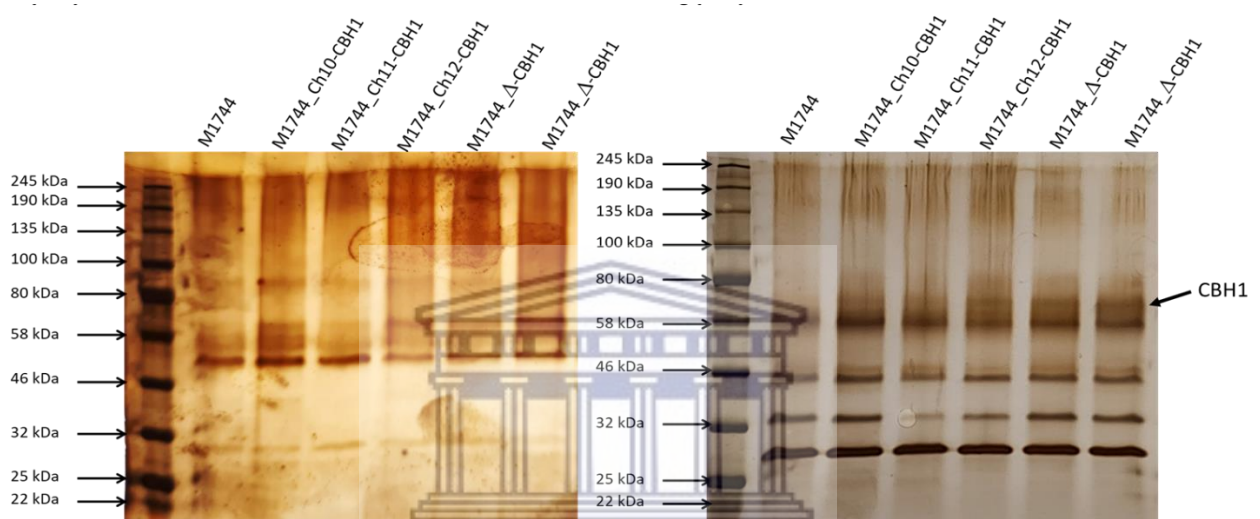 M1744
M1744_Ch10-CBH1
M1744_Ch11-CBH1
M1744_Ch12-CBH1
M1744_Δ-CBH1
M1744_Δ-CBH1
245 kDa
190 kDa
135 kDa
100 kDa
80 kDa
58 kDa
46 kDa
32 kDa
25 kDa
22 kDa
M1744
M1744_Ch10-CBH1
M1744_Ch11-CBH1
M1744_Ch12-CBH1
M1744_Δ-CBH1
M1744_Δ-CBH1
245 kDa
190 kDa
135 kDa
100 kDa
80 kDa
58 kDa
46 kDa
32 kDa
25 kDa
22 kDa
CBH1